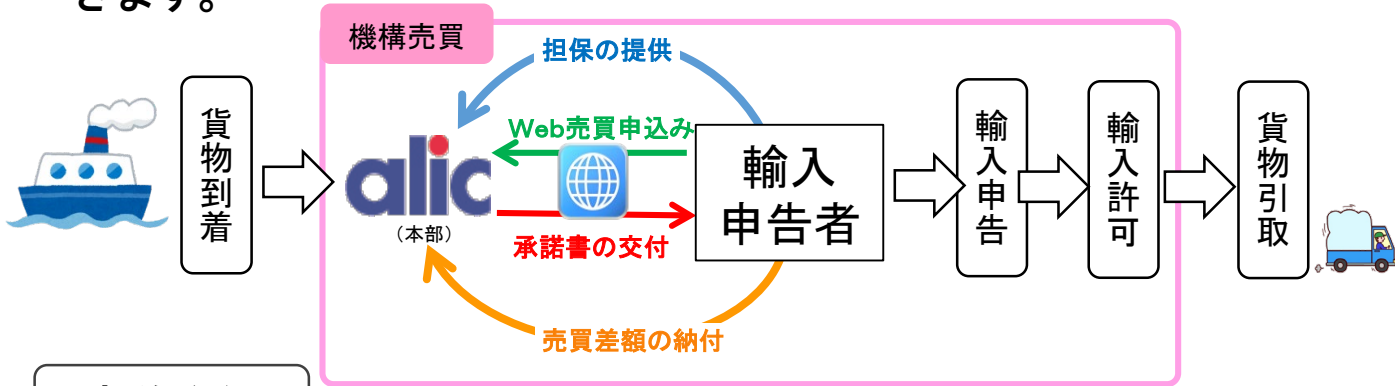 きます。
機構売買
担保の提供
貨物到着
alic
(本部)
Web売買申込み
承諾書の交付
売買差額の納付
輸入
申告者
輸入申告
輸入許可
貨物引取